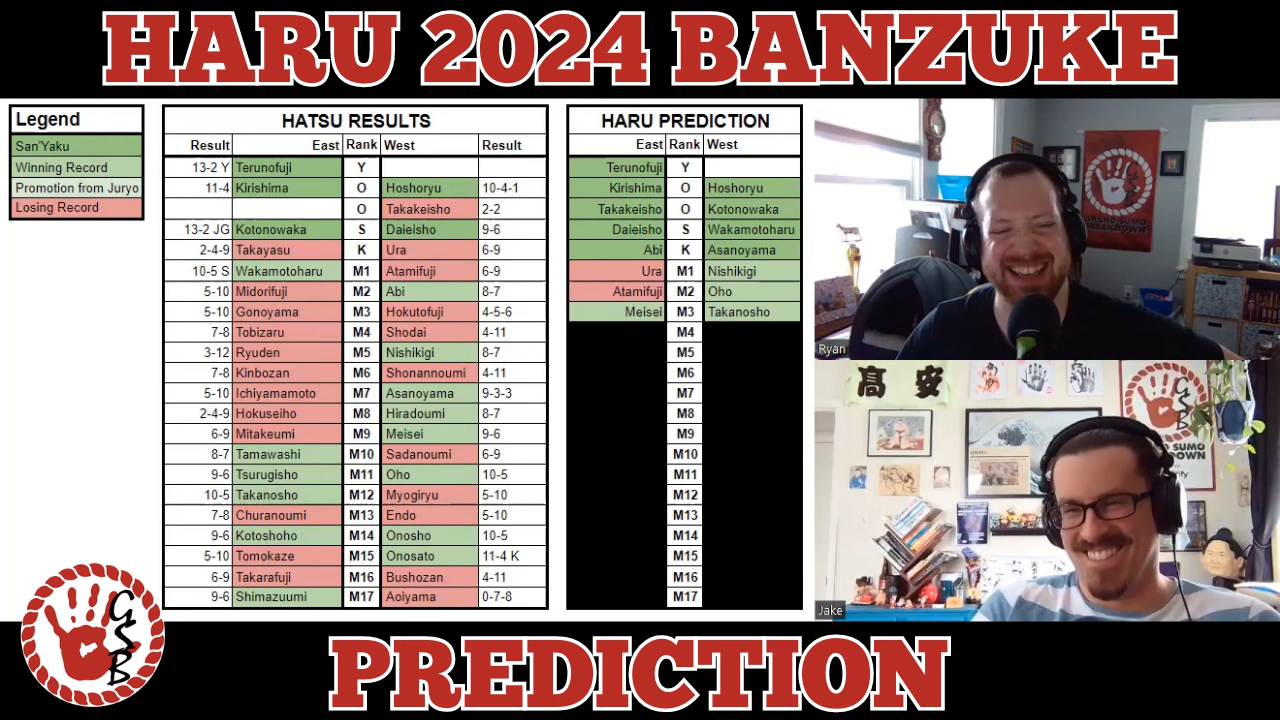 HARU 2024 BANZUKE
Legend
San'Yaku
Winning Record
Promotion from Juryo
Losing Record
HATSU RESULTS
Result East Rank West Result
13-2 Y Terunofuji Y
11-4 Kirishima O Hoshoryu 10-4-1
O Takakeisho 2-2
13-2 JG Kotonowaka S Daieisho 9-6
2-4-9 Takayasu K Ura 6-9
10-5 S Wakamotoharu M1 Atamifuji 6-9
5-10 Midorifuji M2 Abi 8-7
5-10 Gonoyama M3 Hokutofuji 4-5-6
7-8 Tobizaru M4 Shodai 4-11
3-12 Ryuden M5 Nishikigi 8-7
7-8 Kinbozan M6 Shonannoumi 4-11
5-10 Ichiyamamoto M7 Asanoyama 9-3-3
2-4-9 Hokuseiho M8 Hiradoumi 8-7
6-9 Mitakeumi M9 Meisei 9-6
8-7 Tamawashi M10 Sadanoumi 6-9
9-6 Tsurugisho M11 Oho 10-5
10-5 Takanosho M12 Myogiryu 5-10
7-8 Churanoumi M13 Endo 5-10
9-6 Kotoshoho M14 Onosho 10-5
5-10 Tomokaze M15 Onosato 11-4 K
6-9 Takarafuji M16 Bushozan 4-11
9-6 Shimazuumi M17 Aoiyama 0-7-8
HARU PREDICTION
East Rank West
Terunofuji Y
Kirishima O Hoshoryu
Takakeisho O Kotonowaka
Daieisho S Wakamotoharu
Abi K Asanoyama
Ura M1 Nishikigi
Atamifuji M2 Oho
Meisei M3 Takanosho
M4
M5
M6
M7
M8
M9
M10
M11
M12
M13
M14
M15
M16
M17
GRAND SUMO
BREAKDOWN
Ryan
高安
GSB
SUMO
DOWN
Jake
GSB
PREDICTION